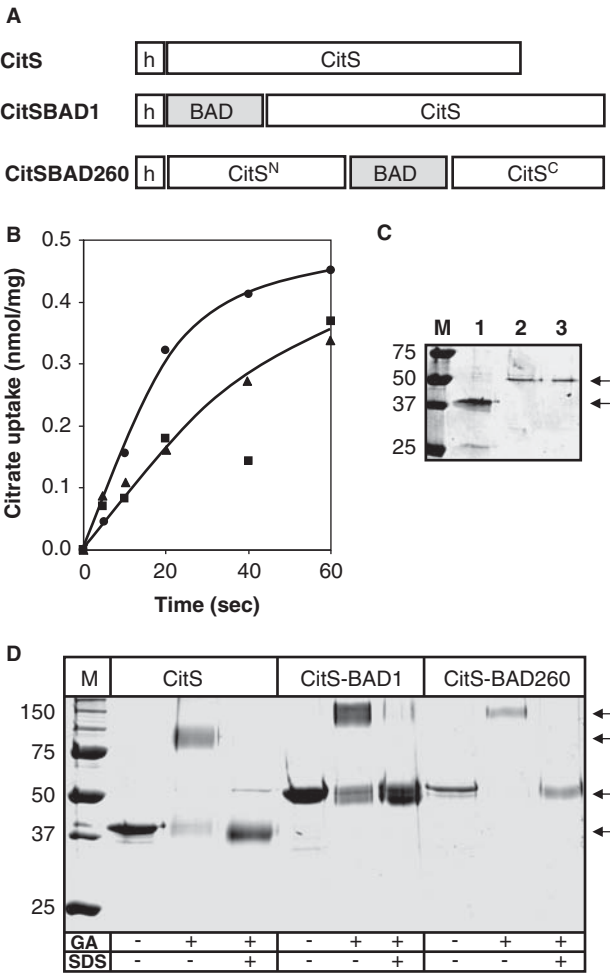 A
CitS h CitS
CitSBAD1 h BAD CitS
CitSBAD260 h CitSᴺ BAD CitSᶜ
B
Citrate uptake (nmol/mg)
0.5
0.4
0.3
0.2
0.1
0.0
0 20 40 60
Time (sec)
C
M 1 2 3
75
50
37
25
D
M CitS CitS-BAD1 CitS-BAD260
150
75
50
37
25
GA - + + - + + - + +
SDS - - + - - + - - +